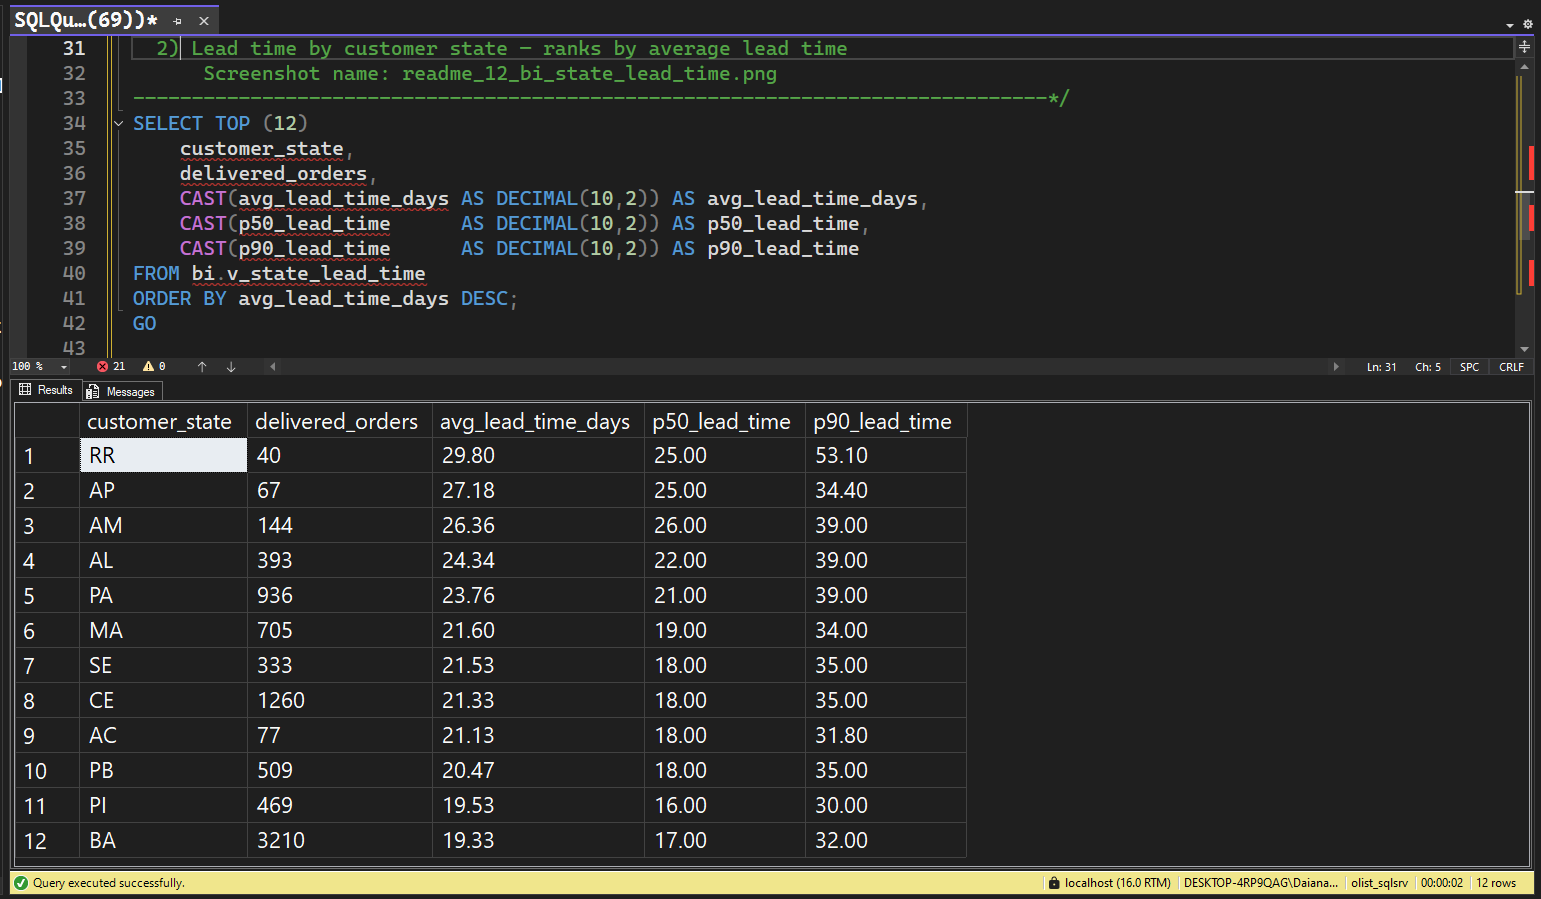 SQLQu...(69))*
31 2) Lead time by customer state — ranks by average lead time
32 Screenshot name: readme_12_bi_state_lead_time.png
33 ------------------------------------------------------------------------------*/
34 SELECT TOP (12)
35 customer_state,
36 delivered_orders,
37 CAST(avg_lead_time_days AS DECIMAL(10,2)) AS avg_lead_time_days,
38 CAST(p50_lead_time AS DECIMAL(10,2)) AS p50_lead_time,
39 CAST(p90_lead_time AS DECIMAL(10,2)) AS p90_lead_time
40 FROM bi.v_state_lead_time
41 ORDER BY avg_lead_time_days DESC;
42 GO
43
100 % 21 0 Ln: 31 Ch: 5 SPC CRLF
Results Messages
customer_state delivered_orders avg_lead_time_days p50_lead_time p90_lead_time
1 RR 40 29.80 25.00 53.10
2 AP 67 27.18 25.00 34.40
3 AM 144 26.36 26.00 39.00
4 AL 393 24.34 22.00 39.00
5 PA 936 23.76 21.00 39.00
6 MA 705 21.60 19.00 34.00
7 SE 333 21.53 18.00 35.00
8 CE 1260 21.33 18.00 35.00
9 AC 77 21.13 18.00 31.80
10 PB 509 20.47 18.00 35.00
11 PI 469 19.53 16.00 30.00
12 BA 3210 19.33 17.00 32.00
Query executed successfully. localhost (16.0 RTM) DESKTOP-4RP9QAG\Daiana... olist_sqlsrv 00:00:02 12 rows